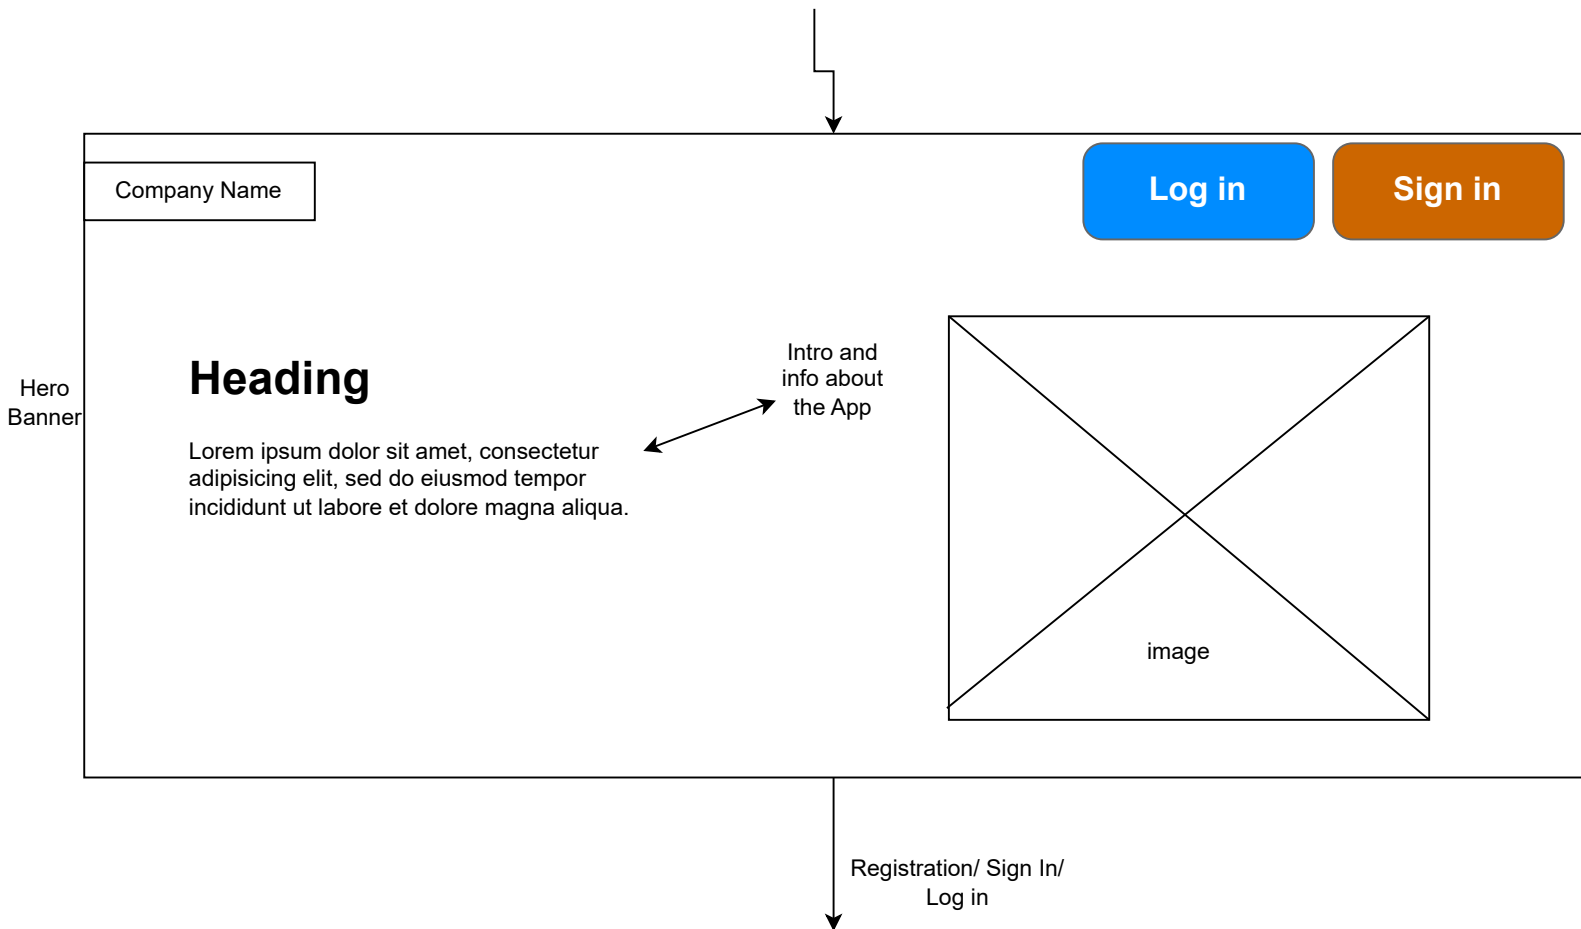 Company Name
Log in
Sign in
Hero
Banner
Heading
Lorem ipsum dolor sit amet, consectetur
adipisicing elit, sed do eiusmod tempor
incididunt ut labore et dolore magna aliqua.
Intro and
info about
the App
image
Registration/ Sign In/
Log in